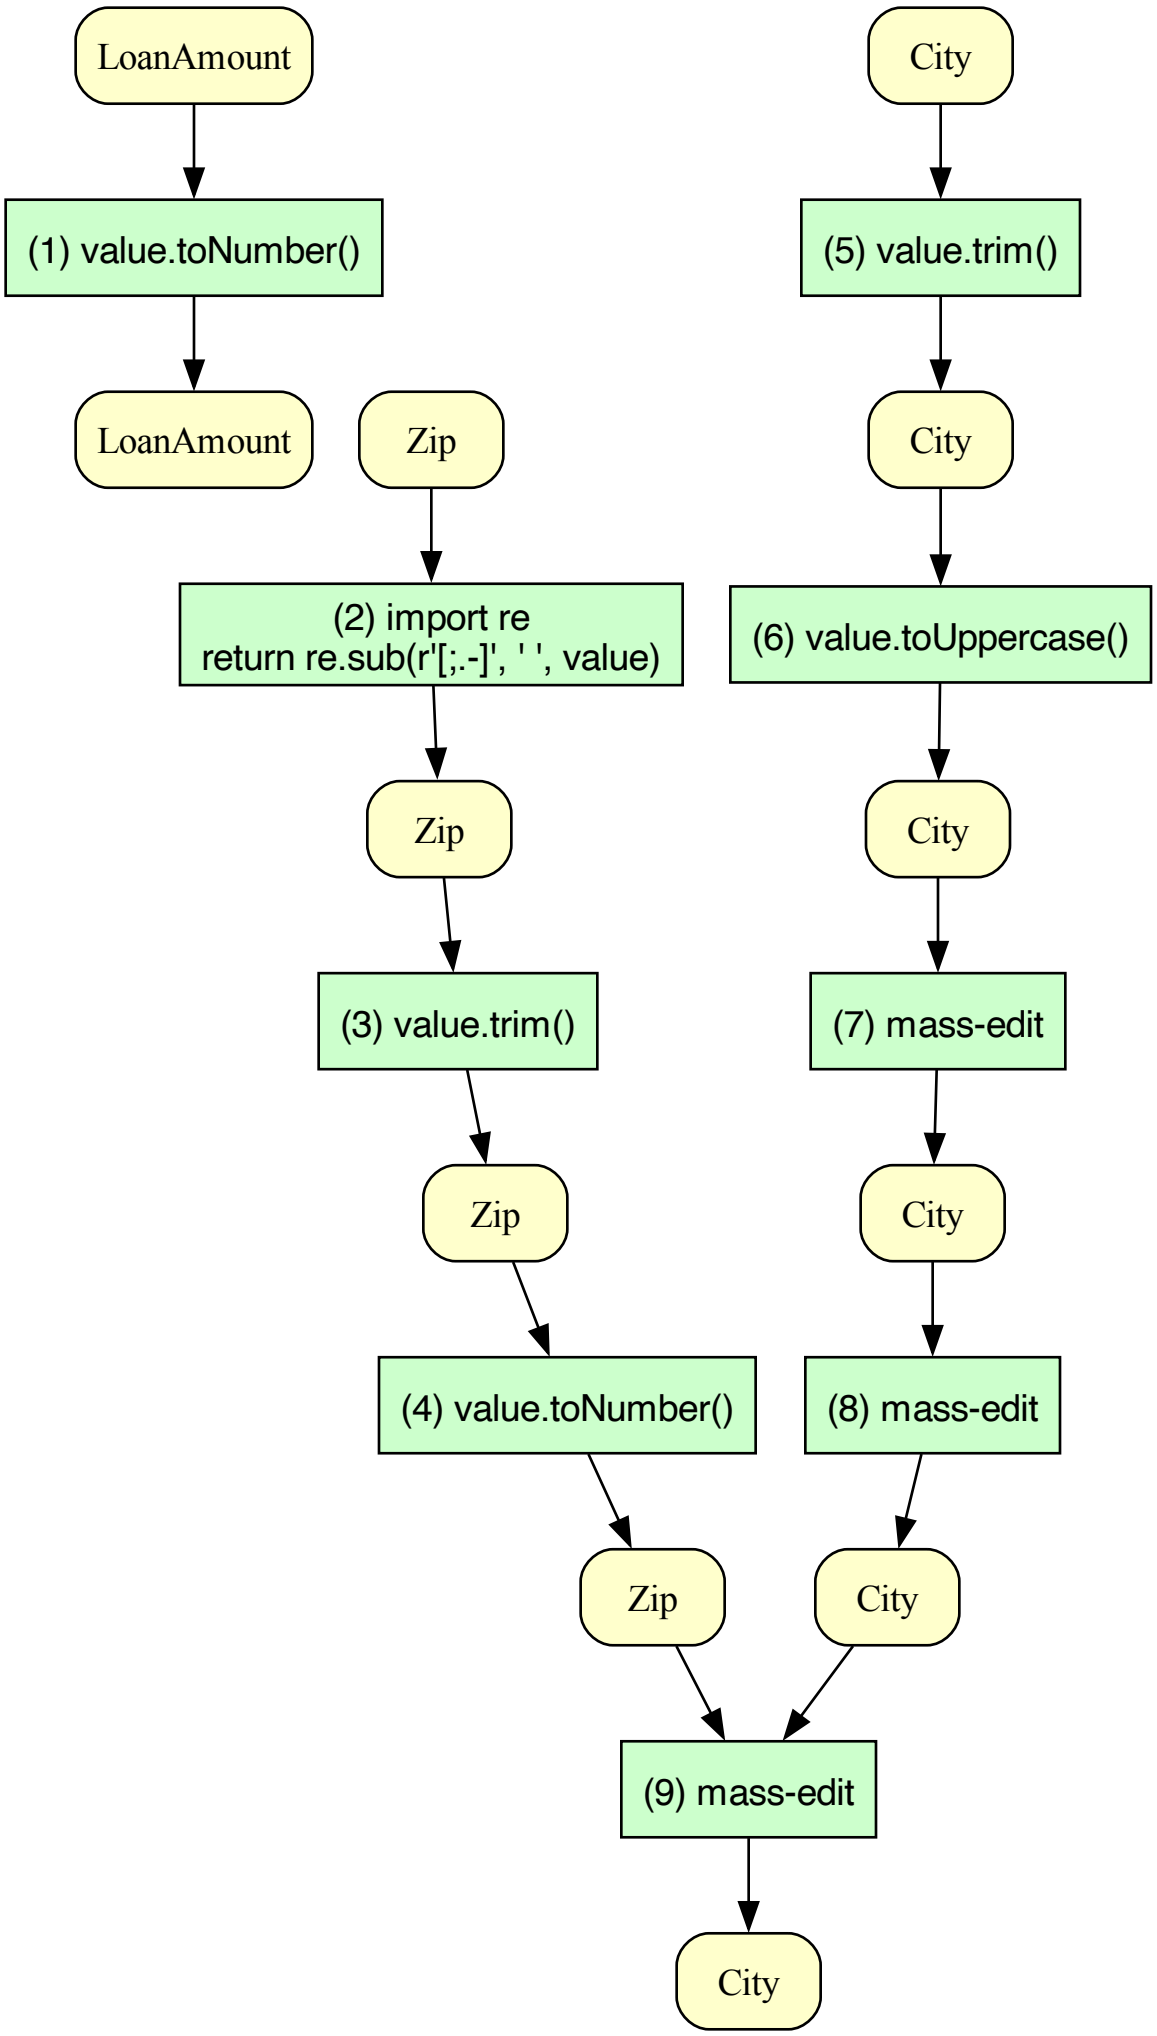 LoanAmount
City
(1) value.toNumber()
(5) value.trim()
LoanAmount
Zip
City
(2) import re
return re.sub(r'[;.-]', ' ', value)
(6) value.toUppercase()
Zip
City
(3) value.trim()
(7) mass-edit
Zip
City
(4) value.toNumber()
(8) mass-edit
Zip
City
(9) mass-edit
City